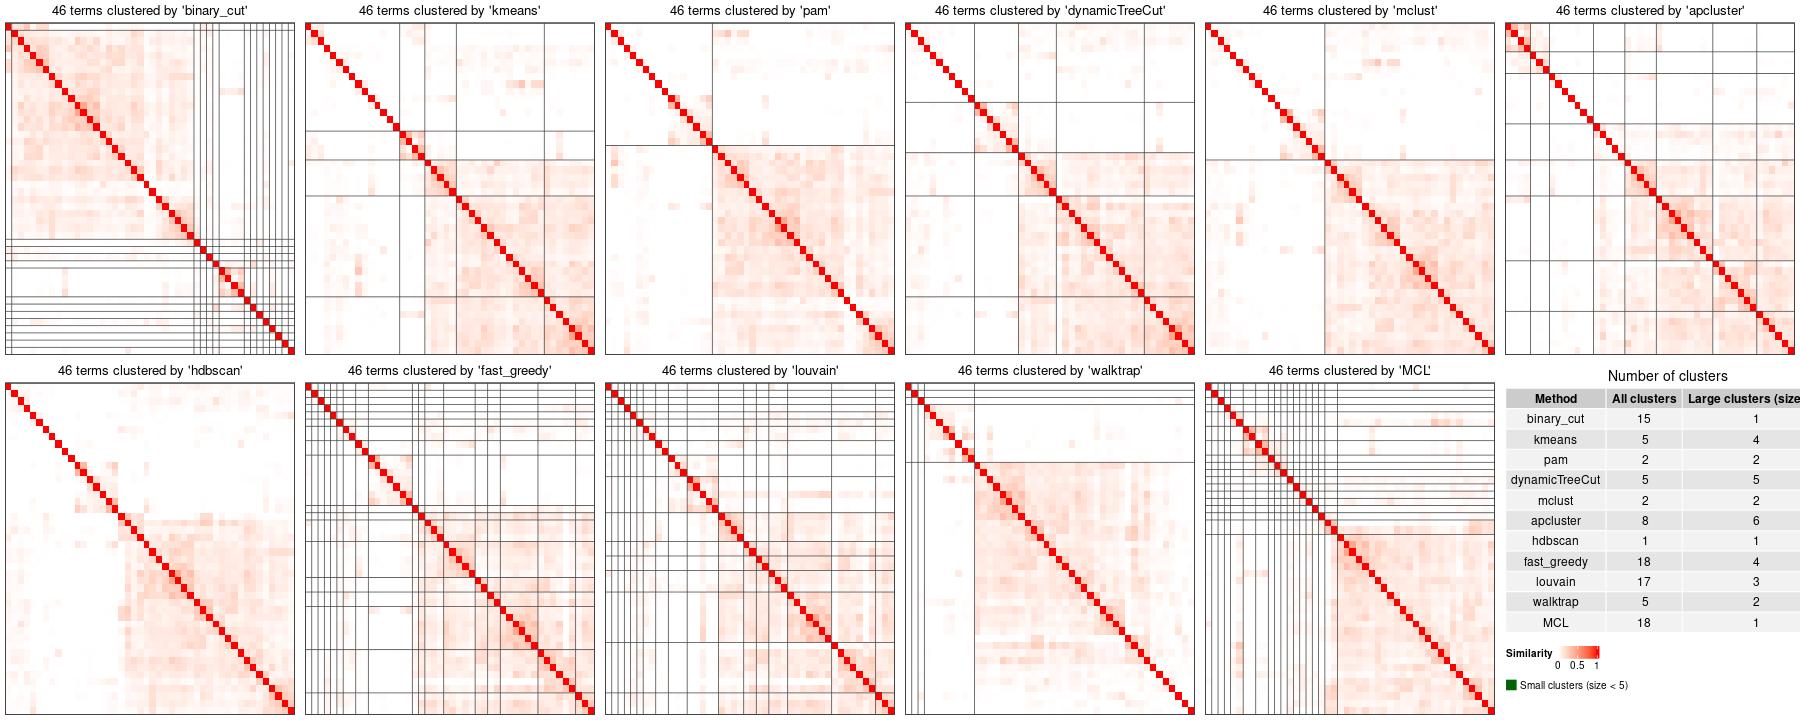 46 terms clustered by 'binary_cut'
46 terms clustered by 'kmeans'
46 terms clustered by 'pam'
46 terms clustered by 'dynamicTreeCut'
46 terms clustered by 'mclust'
46 terms clustered by 'apcluster'
46 terms clustered by 'hdbscan'
46 terms clustered by 'fast_greedy'
46 terms clustered by 'louvain'
46 terms clustered by 'walktrap'
46 terms clustered by 'MCL'
Number of clusters
Method All clusters Large clusters (size
binary_cut 15 1
kmeans 5 4
pam 2 2
dynamicTreeCut 5 5
mclust 2 2
apcluster 8 6
hdbscan 1 1
fast_greedy 18 4
louvain 17 3
walktrap 5 2
MCL 18 1
Similarity
0 0.5 1
Small clusters (size < 5)